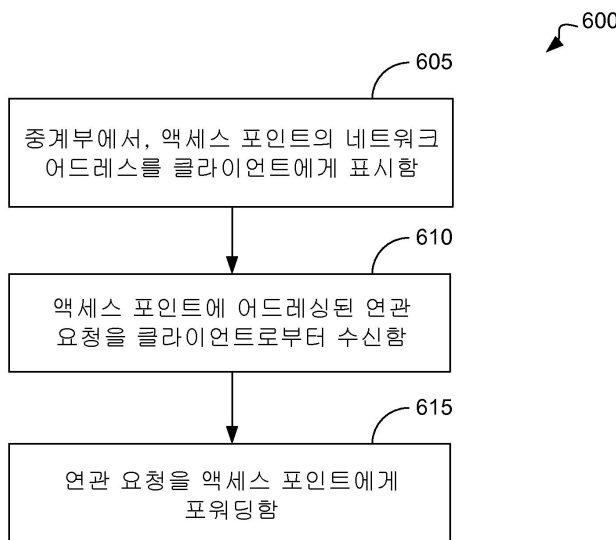 600
605
중계부에서, 액세스 포인트의 네트워크
어드레스를 클라이언트에게 표시함
610
액세스 포인트에 어드레싱된 연관
요청을 클라이언트로부터 수신함
615
연관 요청을 액세스 포인트에게
포워딩함